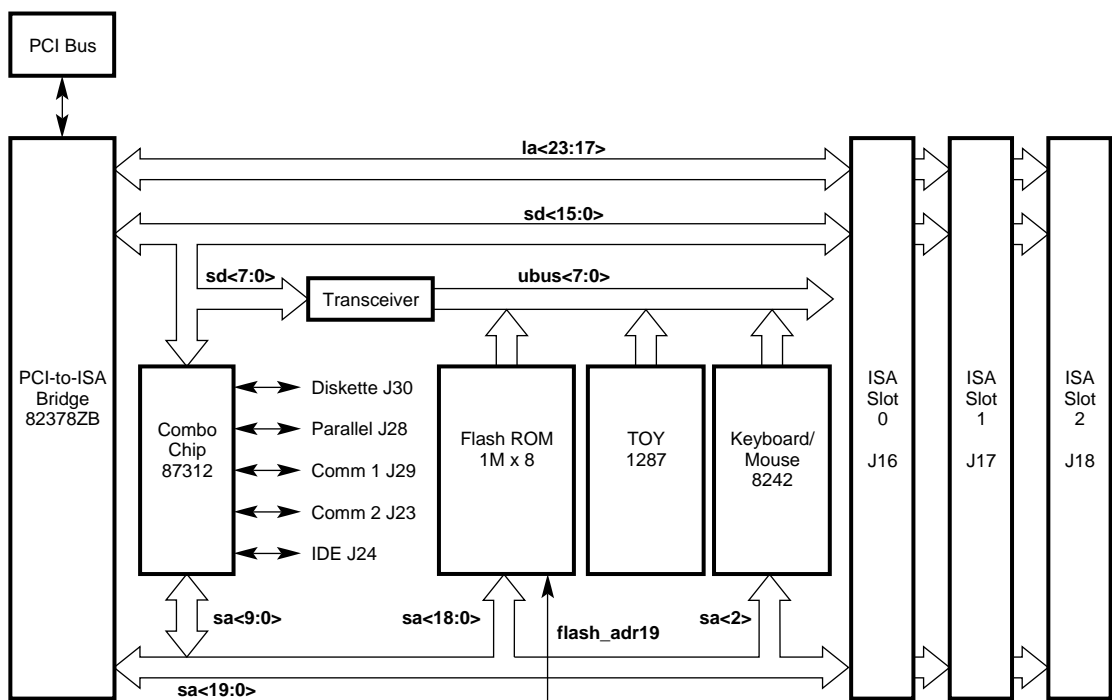 PCI Bus
la<23:17>
sd<15:0>
sd<7:0>
ubus<7:0>
Transceiver
PCI-to-ISA
Bridge
82378ZB
Combo
Chip
87312
Diskette J30
Parallel J28
Comm 1 J29
Comm 2 J23
IDE J24
Flash ROM
1M x 8
TOY
1287
Keyboard/
Mouse
8242
ISA
Slot
0
J16
ISA
Slot
1
J17
ISA
Slot
2
J18
sa<9:0>
sa<18:0>
flash_adr19
sa<2>
sa<19:0>